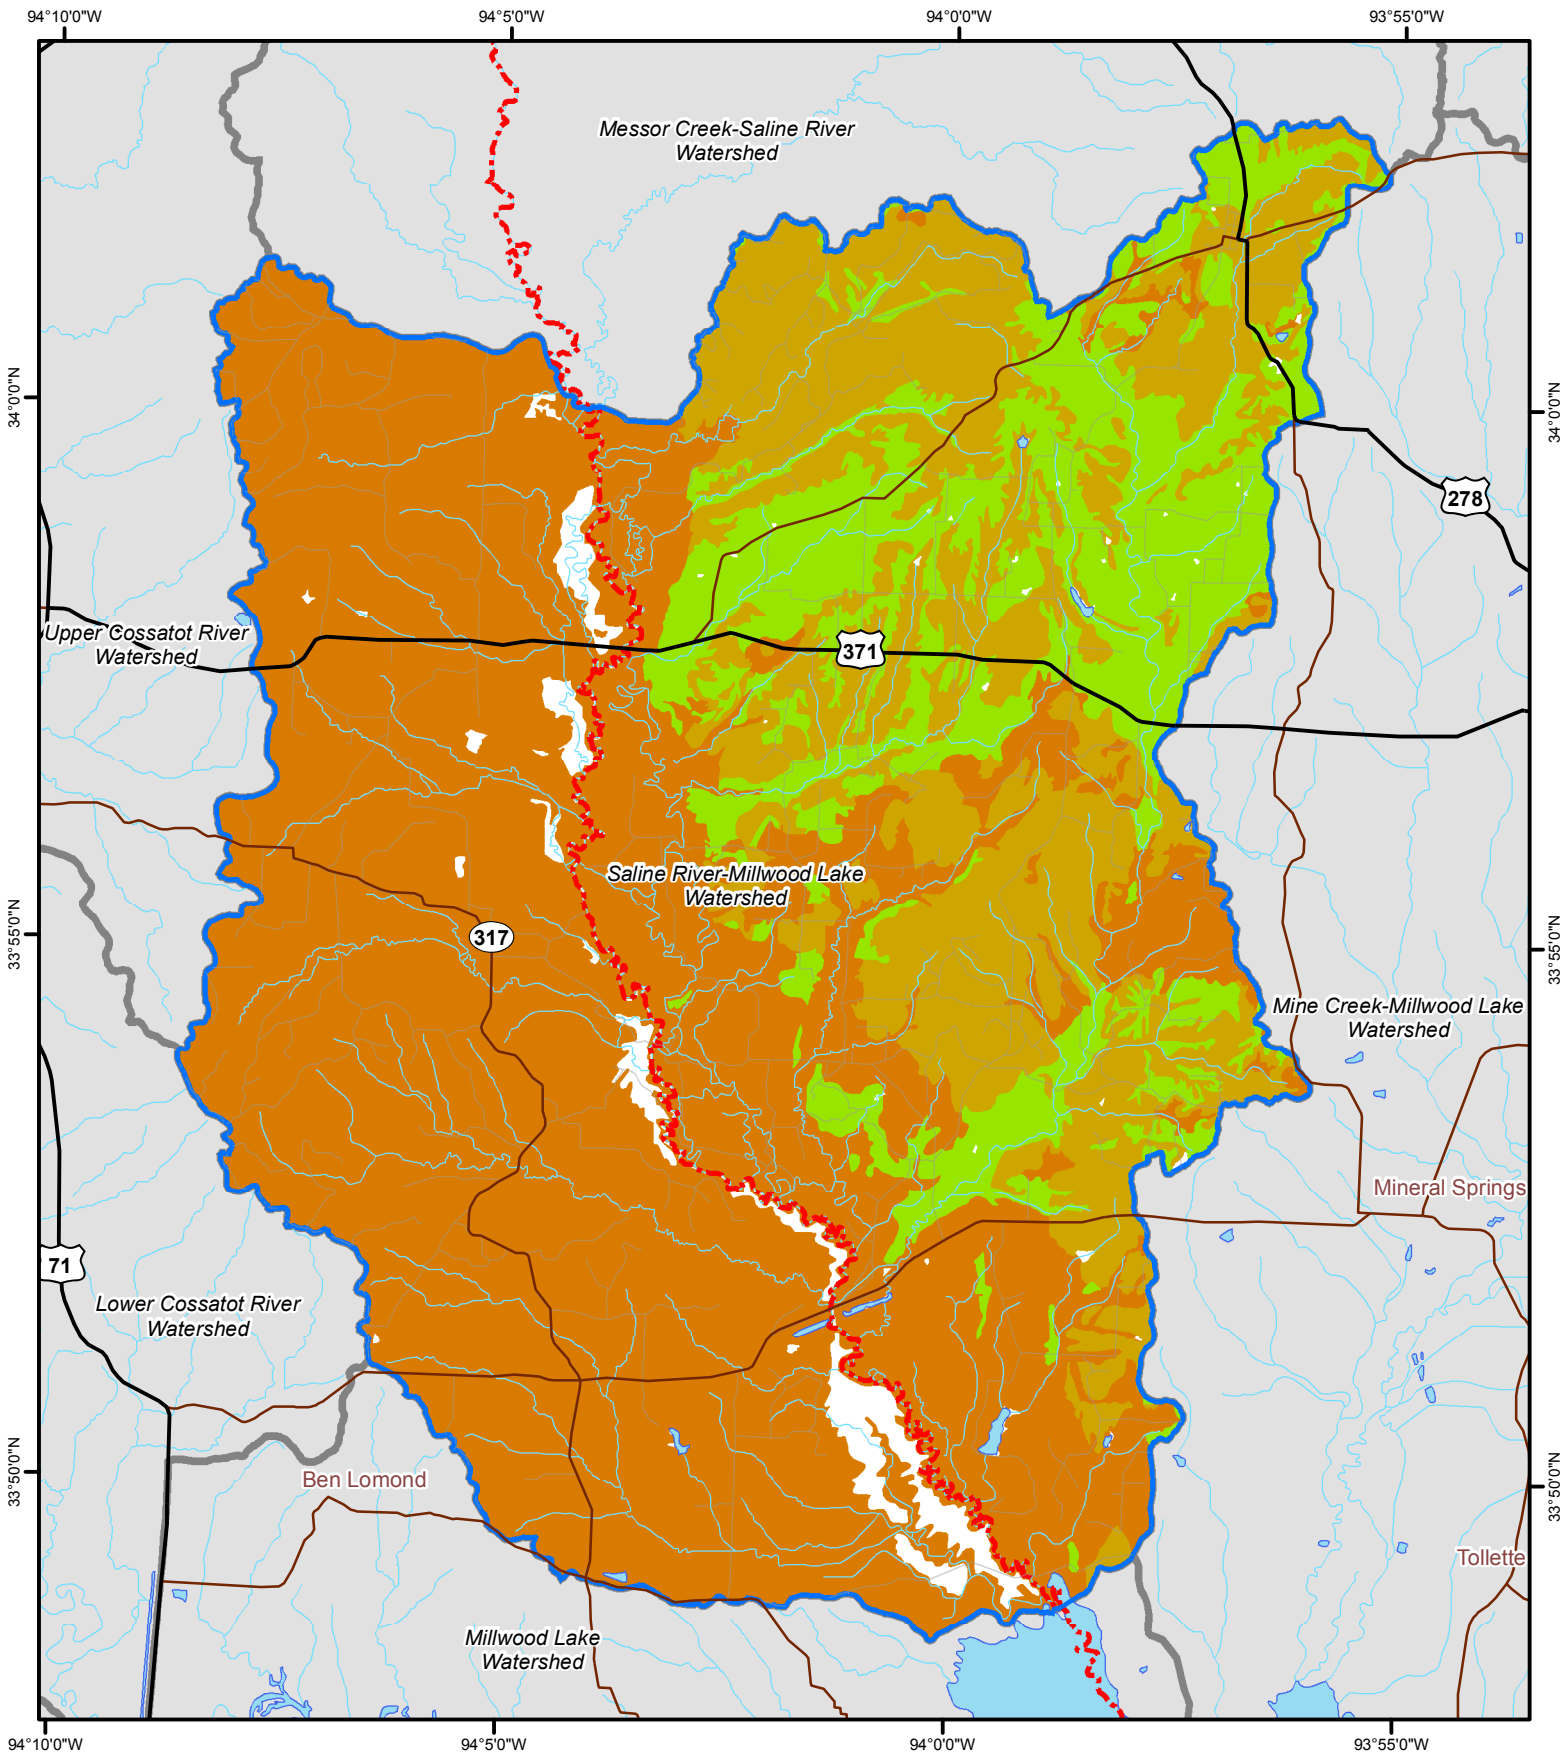 94°10'0"W
94°5'0"W
94°0'0"W
93°55'0"W
Messor Creek-Saline River
Watershed
34°0'0"N
34°0'0"N
278
Upper Cossatot River
Watershed
371
Saline River-Millwood Lake
Watershed
317
33°55'0"N
33°55'0"N
Mine Creek-Millwood Lake
Watershed
Mineral Springs
71
Lower Cossatot River
Watershed
Ben Lomond
33°50'0"N
33°50'0"N
Tollette
Millwood Lake
Watershed
94°10'0"W
94°5'0"W
94°0'0"W
93°55'0"W